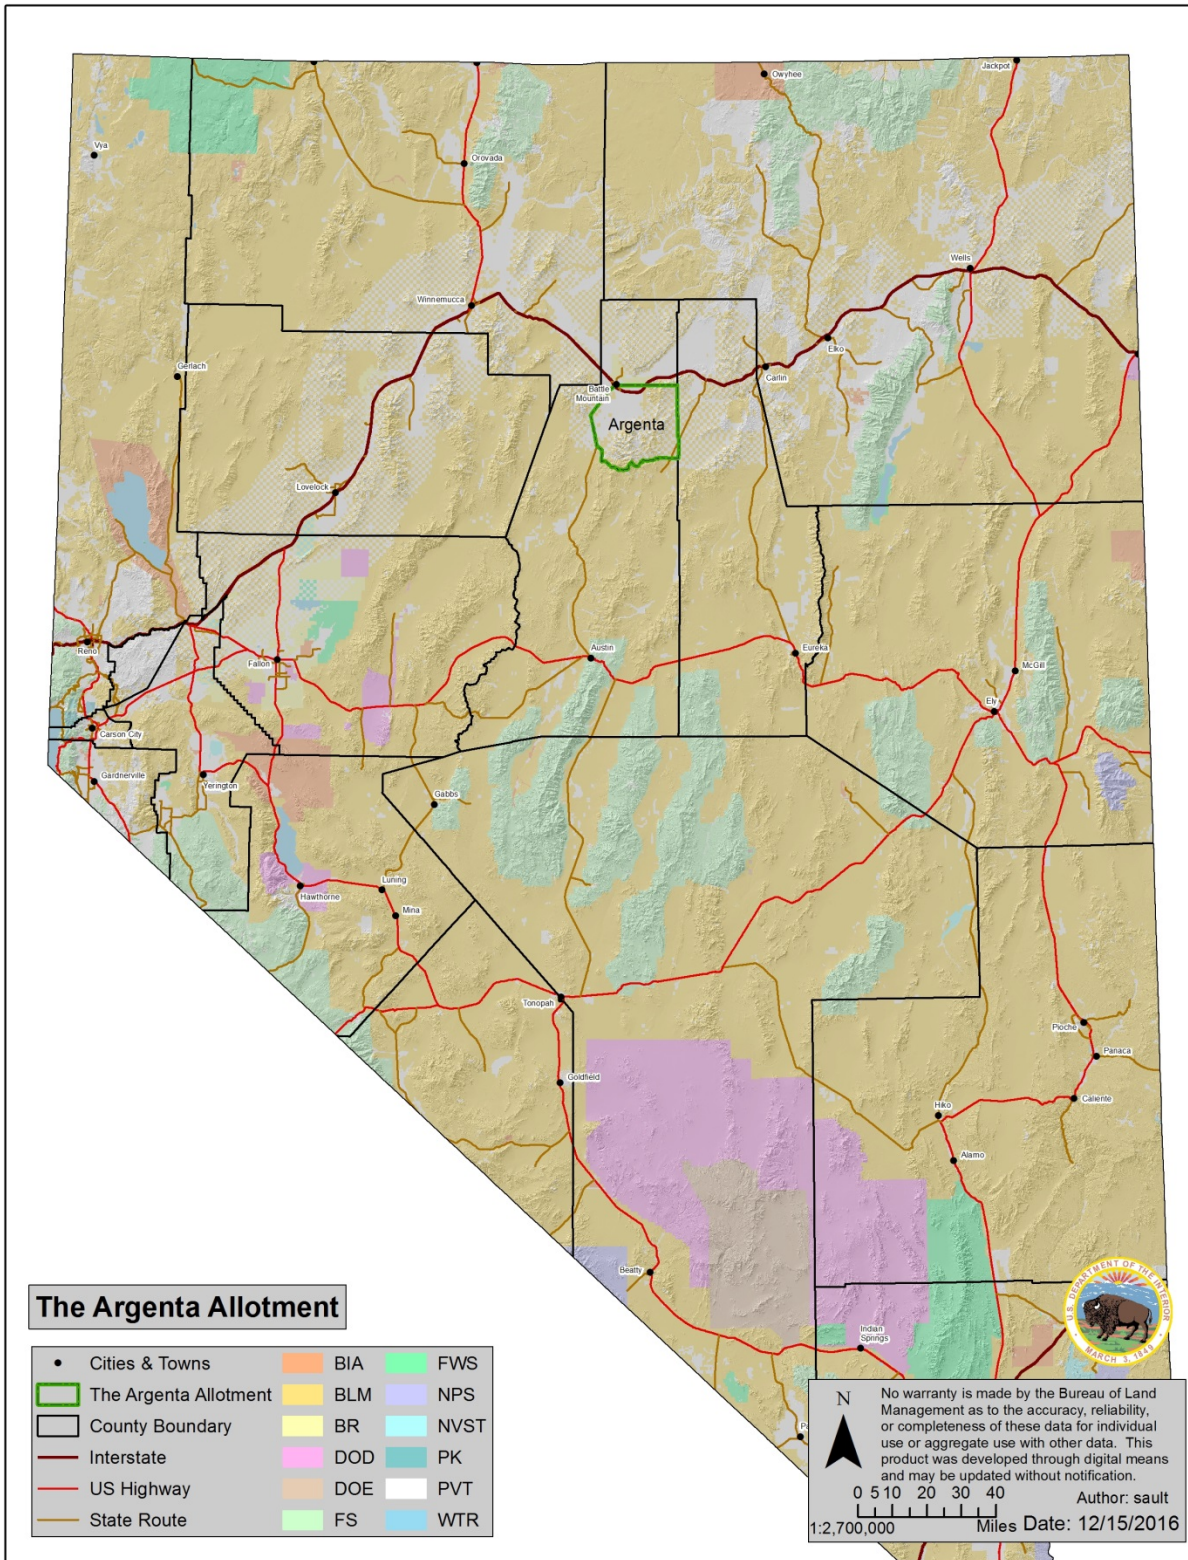 Jackpot
Owyhee
Vya
Orovada
Wells
Winnemucca
Elko
Gerlach
Carlin
Battle
Mountain
Argenta
Lovelock
Reno
Fallon
Austin
Eureka
McGill
Ely
Carson City
Gardnerville
Yerington
Gabbs
Luning
Hawthorne
Mina
Tonopah
Pioche
Panaca
Goldfield
Caliente
Hiko
Alamo
Beatty
Indian
Springs
U.S. DEPARTMENT OF THE INTERIOR
MARCH 3, 1849
The Argenta Allotment
Cities & Towns
The Argenta Allotment
County Boundary
Interstate
US Highway
State Route
BIA
BLM
BR
DOD
DOE
FS
FWS
NPS
NVST
PK
PVT
WTR
N
No warranty is made by the Bureau of Land
Management as to the accuracy, reliability,
or completeness of these data for individual
use or aggregate use with other data. This
product was developed through digital means
and may be updated without notification.
0 5 10 20 30 40
Miles
1:2,700,000
Author: sault
Date: 12/15/2016